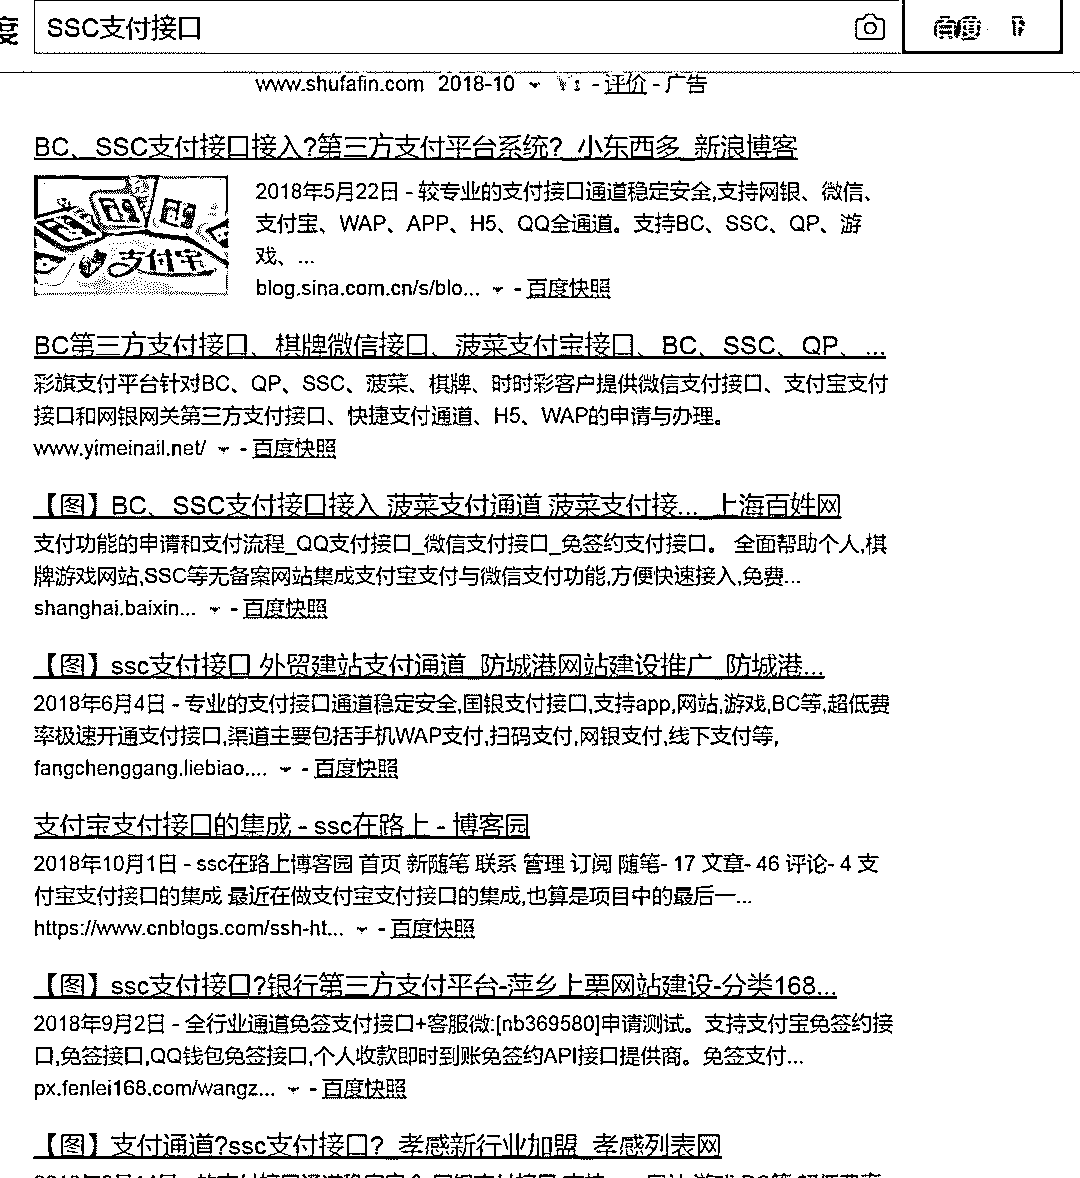 度 SSC支付接口 百度一下
www.shufafin.com 2018-10 - 评价 - 广告
BC、SSC支付接口接入?第三方支付平台系统?_小东西多_新浪博客
2018年5月22日 - 较专业的支付接口通道稳定安全,支持网银、微信、
支付宝、WAP、APP、H5、QQ全通道。支持BC、SSC、QP、游
戏、...
支付宝
blog.sina.com.cn/s/blo... - 百度快照
BC第三方支付接口、棋牌微信接口、菠菜支付宝接口、BC、SSC、QP、...
彩旗支付平台针对BC、QP、SSC、菠菜、棋牌、时时彩客户提供微信支付接口、支付宝支付
接口和网银网关第三方支付接口、快捷支付通道、H5、WAP的申请与办理。
www.yimeinail.net/ - 百度快照
【图】BC、SSC支付接口接入 菠菜支付通道 菠菜支付接..._上海百姓网
支付功能的申请和支付流程_QQ支付接口_微信支付接口_免签约支付接口。 全面帮助个人,棋
牌游戏网站,SSC等无备案网站集成支付宝支付与微信支付功能,方便快速接入,免费...
shanghai.baixin... - 百度快照
【图】ssc支付接口 外贸建站支付通道_防城港网站建设推广_防城港...
2018年6月4日 - 专业的支付接口通道稳定安全,国银支付接口,支持app,网站,游戏,BC等,超低费
率极速开通支付接口,渠道主要包括手机WAP支付,扫码支付,网银支付,线下支付等,
fangchenggang.liebiao.... - 百度快照
支付宝支付接口的集成 - ssc在路上 - 博客园
2018年10月1日 - ssc在路上博客园 首页 新随笔 联系 管理 订阅 随笔- 17 文章- 46 评论- 4 支
付宝支付接口的集成 最近在做支付宝支付接口的集成,也算是项目中的最后一...
https://www.cnblogs.com/ssh-ht... - 百度快照
【图】ssc支付接口?银行第三方支付平台-萍乡上栗网站建设-分类168...
2018年9月2日 - 全行业通道免签支付接口+客服微:[nb369580]申请测试。支持支付宝免签约接
口,免签接口,QQ钱包免签接口,个人收款即时到账免签约API接口提供商。免签支付...
px.fenlei168.com/wangz... - 百度快照
【图】支付通道?ssc支付接口?_孝感新行业加盟_孝感列表网